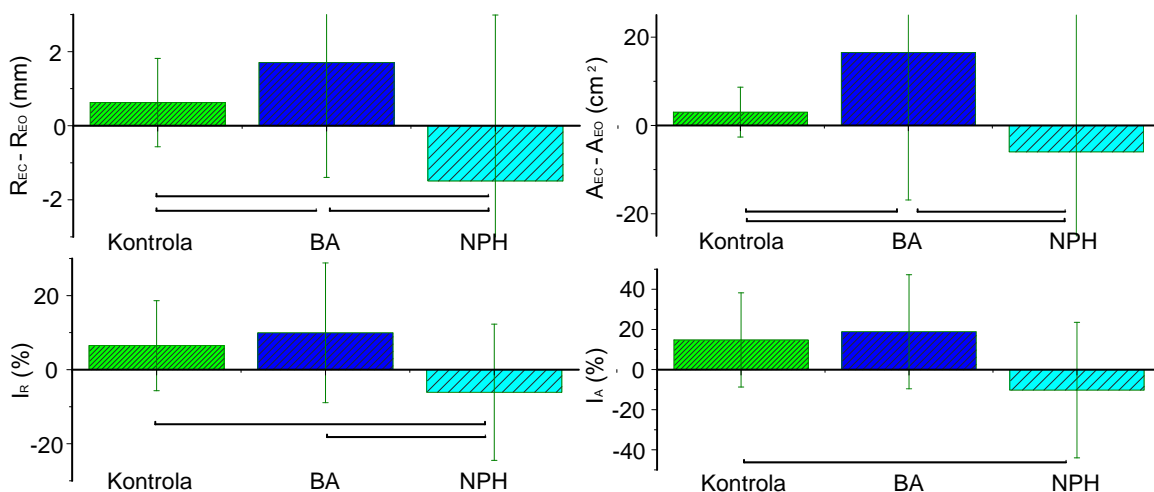 R_EC - R_EO (mm)
2
0
-2
Kontrola BA NPH
A_EC - A_EO (cm²)
20
0
-20
Kontrola BA NPH
I_R (%)
20
0
-20
Kontrola BA NPH
I_A (%)
40
20
0
-20
-40
Kontrola BA NPH